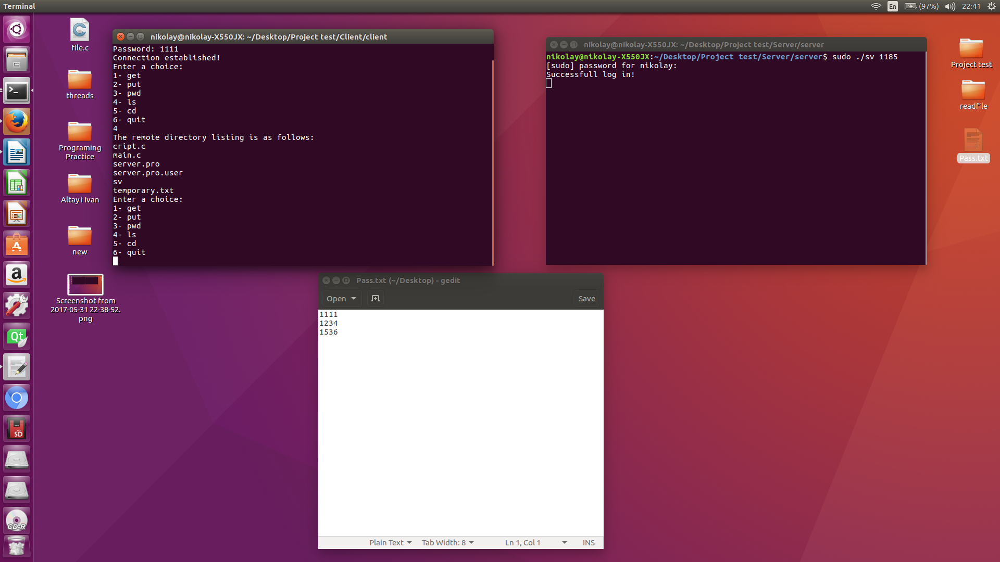 Terminal
En
(97%)
22:41
file.c
threads
Programing
Practice
Altay i Ivan
new
Screenshot from
2017-05-31 22-38-52.
png
nikolay@nikolay-X550JX: ~/Desktop/Project test/Client/client
Password: 1111
Connection established!
Enter a choice:
1- get
2- put
3- pwd
4- ls
5- cd
6- quit
4
The remote directory listing is as follows:
cript.c
main.c
server.pro
server.pro.user
sv
temporary.txt
Enter a choice:
1- get
2- put
3- pwd
4- ls
5- cd
6- quit
nikolay@nikolay-X550JX: ~/Desktop/Project test/Server/server
nikolay@nikolay-X550JX:~/Desktop/Project test/Server/server$ sudo ./sv 1185
[sudo] password for nikolay:
Successfull log in!
Project test
readfile
Pass.txt
Pass.txt (~/Desktop) - gedit
Open
Save
1111
1234
1536
Plain Text
Tab Width: 8
Ln 1, Col 1
INS
Qt
SD
CD-R